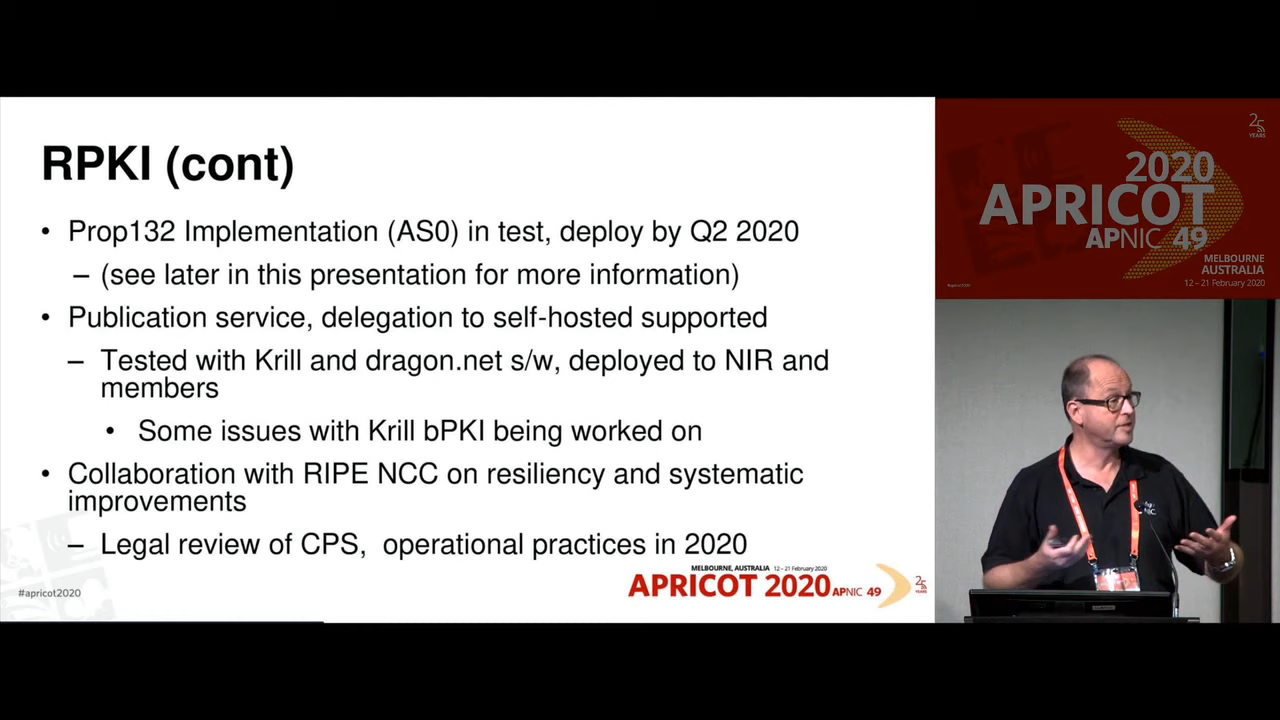 RPKI (cont)
• Prop132 Implementation (AS0) in test, deploy by Q2 2020
– (see later in this presentation for more information)
• Publication service, delegation to self-hosted supported
– Tested with Krill and dragon.net s/w, deployed to NIR and
members
• Some issues with Krill bPKI being worked on
• Collaboration with RIPE NCC on resiliency and systematic
improvements
– Legal review of CPS, operational practices in 2020
MELBOURNE, AUSTRALIA 12 – 21 February 2020
APRICOT 2020 APNIC 49
25
YEARS
#apricot2020
25
YEARS
2020
APRICOT
APNIC 49
MELBOURNE
AUSTRALIA
12 – 21 February 2020
#apricot2020
NIC